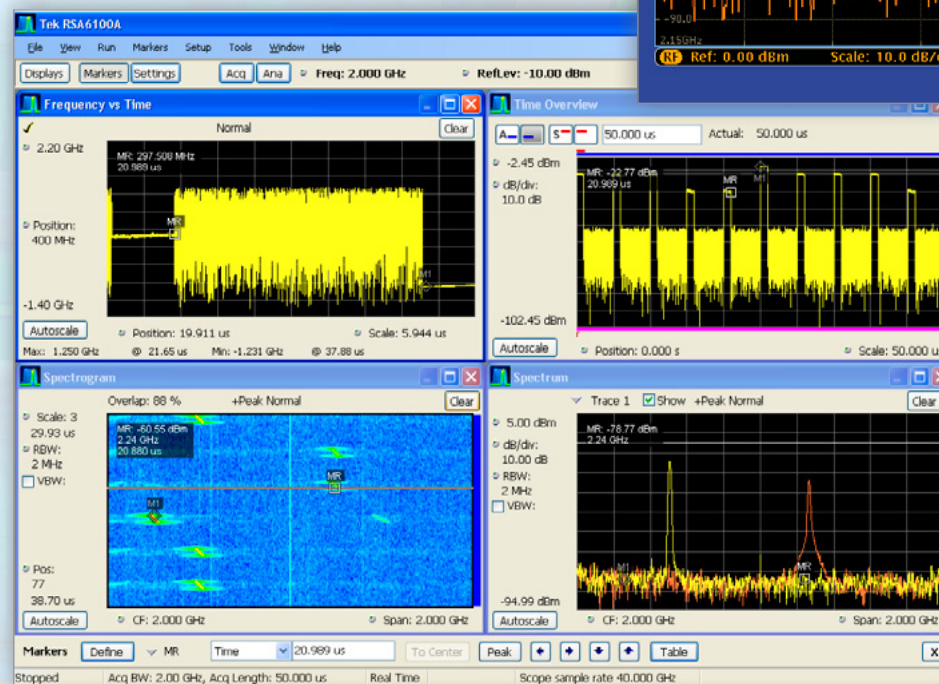 -90.0
2.15GHz
RF Ref: 0.00 dBm Scale: 10.0 dB/
Tek RSA6100A
File View Run Markers Setup Tools Window Help
Displays Markers Settings Acq Ana Freq: 2.000 GHz RefLev: -10.00 dBm
Frequency vs Time
Normal Clear
2.20 GHz
MR: 297.508 MHz
20.989 us
Position:
400 MHz
MR
M1
-1.40 GHz
Autoscale Position: 19.911 us Scale: 5.944 us
Max: 1.250 GHz @ 21.65 us Min: -1.231 GHz @ 37.88 us
Time Overview
A S 50.000 us Actual: 50.000 us
-2.45 dBm
dB/div:
10.0 dB
MR: -22.77 dBm
20.989 us
MR M1
-102.45 dBm
Autoscale Position: 0.000 s Scale: 50.000 u
Spectrogram
Overlap: 88 % +Peak Normal Clear
Scale: 3
29.93 us
RBW:
2 MHz
VBW:
MR: -60.55 dBm
2.24 GHz
20.880 us
MR
M1
Pos:
77
38.70 us
Autoscale CF: 2.000 GHz Span: 2.000 GHz
Spectrum
Trace 1 Show +Peak Normal Clear
5.00 dBm
dB/div:
10.00 dB
RBW:
2 MHz
VBW:
MR: -78.77 dBm
2.24 GHz
M1 MR
-94.99 dBm
Autoscale CF: 2.000 GHz Span: 2.000 GHz
Markers Define MR Time 20.989 us To Center Peak Table X
Stopped Acq BW: 2.00 GHz, Acq Length: 50.000 us Real Time Scope sample rate 40.000 GHz